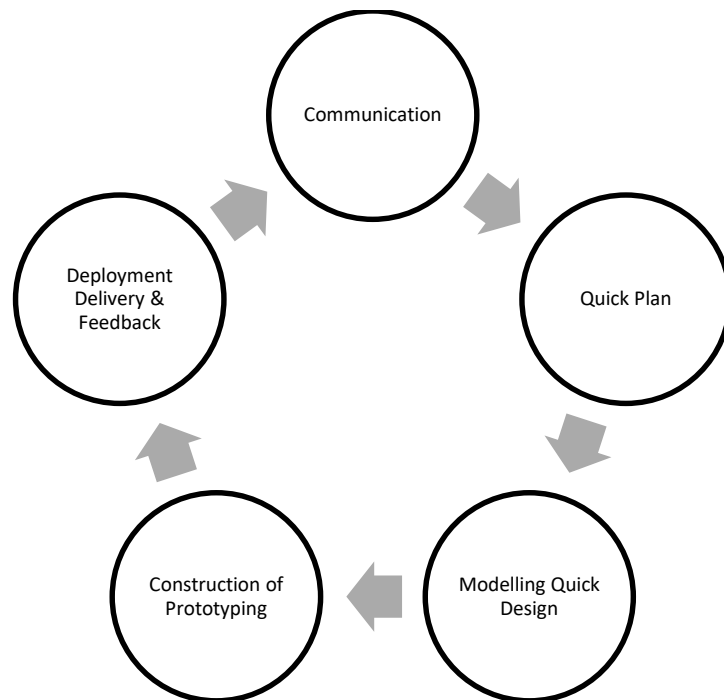 Communication
Quick Plan
Modelling Quick
Design
Construction of
Prototyping
Deployment
Delivery &
Feedback